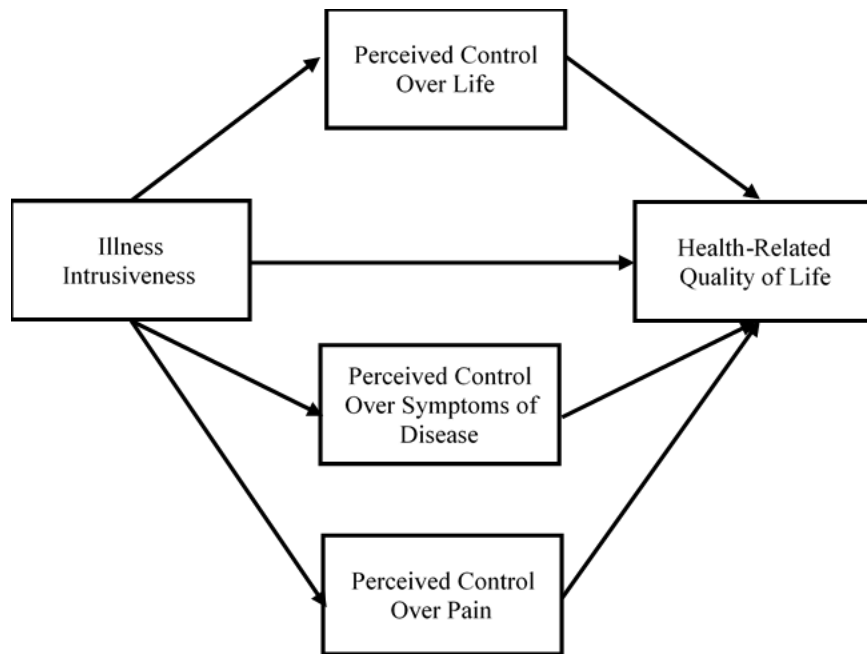 Perceived Control
Over Life
Illness
Intrusiveness
Health-Related
Quality of Life
Perceived Control
Over Symptoms of
Disease
Perceived Control
Over Pain